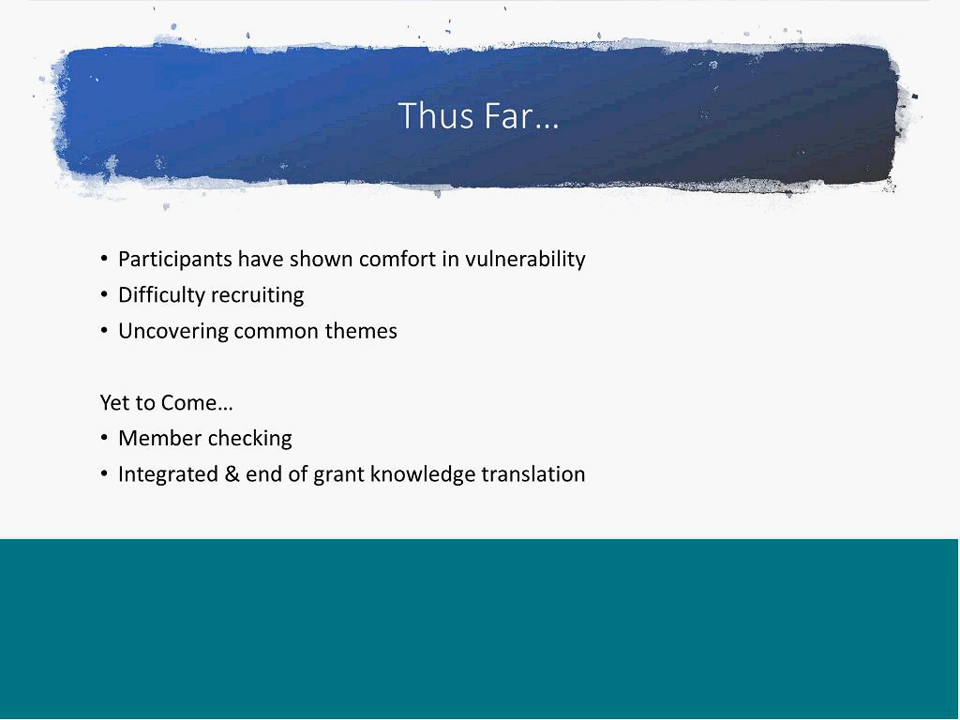 Thus Far…
• Participants have shown comfort in vulnerability
• Difficulty recruiting
• Uncovering common themes
Yet to Come…
• Member checking
• Integrated & end of grant knowledge translation